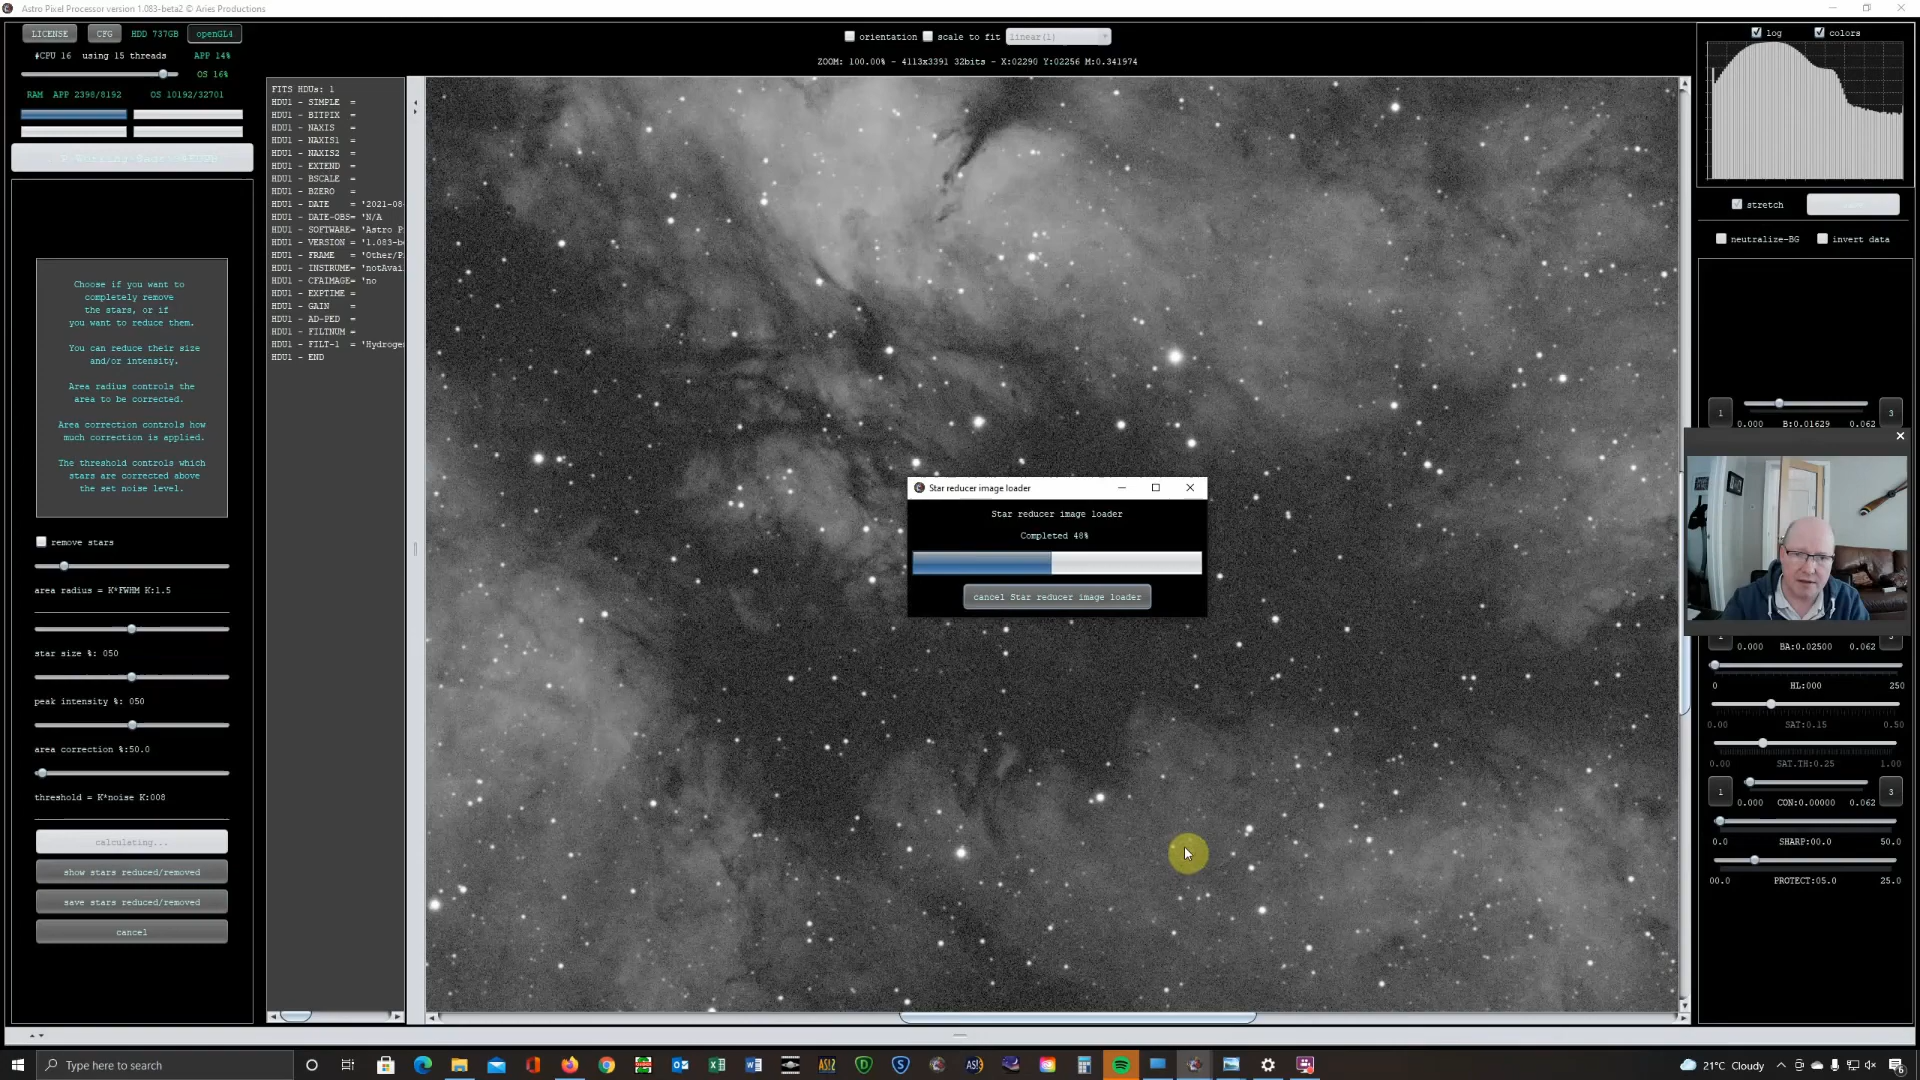 Astro Pixel Processor version 1.083-beta2 © Aries Productions
LICENSE
CFG
HDD 737GB
openGL4
#CPU 16 using 15 threads
APP 14%
OS 16%
RAM APP 2398/8192
OS 10192/32701
Choose if you want to
completely remove
the stars, or if
you want to reduce them.
You can reduce their size
and/or intensity.
Area radius controls the
area to be corrected.
Area correction controls how
much correction is applied.
The threshold controls which
stars are corrected above
the set noise level.
remove stars
area radius = K*FWHM K:1.5
star size %: 050
peak intensity %: 050
area correction %:50.0
threshold = K*noise K:008
calculating...
show stars reduced/removed
save stars reduced/removed
cancel
FITS HDUs: 1
HDU1 - SIMPLE =
HDU1 - BITPIX =
HDU1 - NAXIS =
HDU1 - NAXIS1 =
HDU1 - NAXIS2 =
HDU1 - EXTEND =
HDU1 - BSCALE =
HDU1 - BZERO =
HDU1 - DATE = '2021-08-
HDU1 - DATE-OBS= 'N/A
HDU1 - SOFTWARE= 'Astro P
HDU1 - VERSION = '1.083-b
HDU1 - FRAME = 'Other/P
HDU1 - INSTRUME= 'notAvai
HDU1 - CFAIMAGE= 'no
HDU1 - EXPTIME =
HDU1 - GAIN =
HDU1 - AD-PED =
HDU1 - FILTNUM =
HDU1 - FILT-1 = 'Hydroge
HDU1 - END
orientation
scale to fit
linear(1)
ZOOM: 100.00% - 4113x3391 32bits - X:02290 Y:02256 M:0.341974
Star reducer image loader
Star reducer image loader
Completed 48%
cancel Star reducer image loader
log
colors
stretch
neutralize-BG
invert data
1
3
0.000 B:0.01629 0.062
0.000 BA:0.02500 0.062
0 HL:000 250
0.00 SAT:0.15 0.50
0.00 SAT.TH:0.25 1.00
1
3
0.000 CON:0.00000 0.062
0.0 SHARP:00.0 50.0
00.0 PROTECT:05.0 25.0
Type here to search
21°C Cloudy